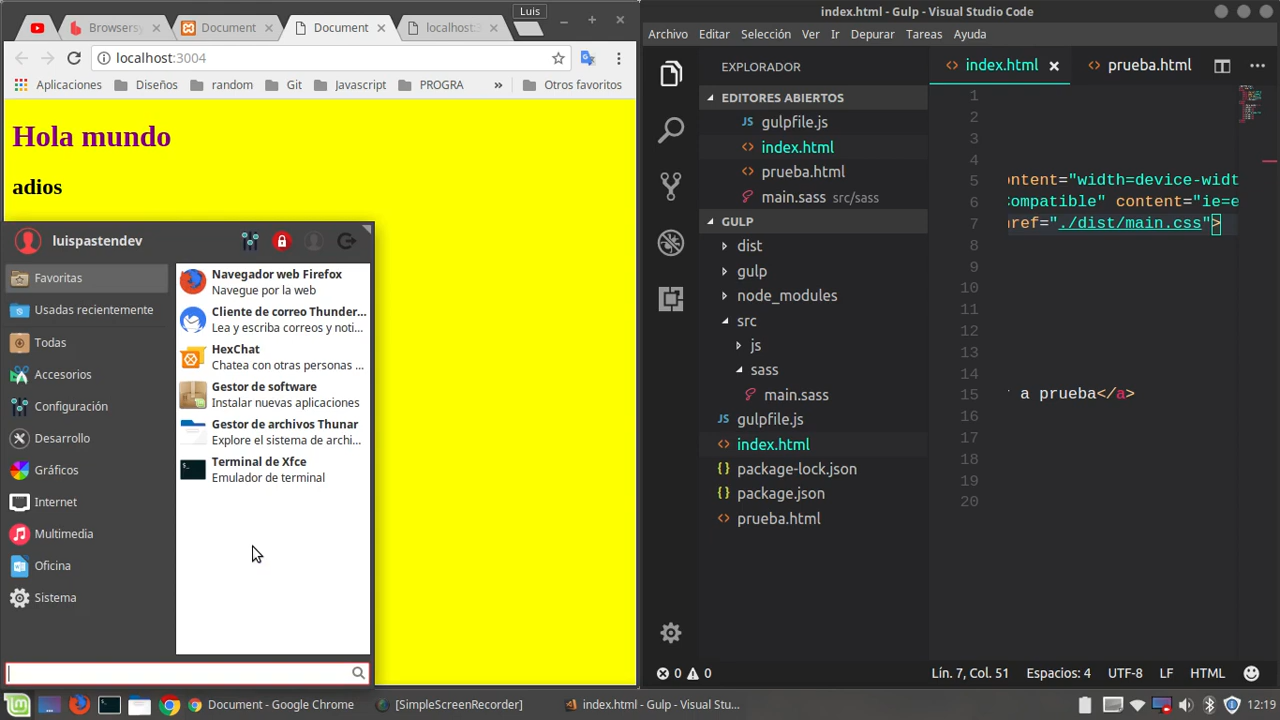 Luis
Browsers
Document
Document
localhost:3
localhost:3004
Aplicaciones
Diseños
random
Git
Javascript
PROGRA
»
Otros favoritos
Hola mundo
adios
luispastendev
Favoritas
Usadas recientemente
Todas
Accesorios
Configuración
Desarrollo
Gráficos
Internet
Multimedia
Oficina
Sistema
Navegador web Firefox
Navegue por la web
Cliente de correo Thunder...
Lea y escriba correos y noti...
HexChat
Chatea con otras personas ...
Gestor de software
Instalar nuevas aplicaciones
Gestor de archivos Thunar
Explore el sistema de archi...
Terminal de Xfce
Emulador de terminal
index.html - Gulp - Visual Studio Code
Archivo Editar Selección Ver Ir Depurar Tareas Ayuda
EXPLORADOR
EDITORES ABIERTOS
JS gulpfile.js
<> index.html
<> prueba.html
main.sass src/sass
GULP
dist
gulp
node_modules
src
js
sass
main.sass
JS gulpfile.js
<> index.html
{} package-lock.json
{} package.json
<> prueba.html
<> index.html
<> prueba.html
1
2
3
4
5 ontent="width=device-widt
6 Compatible" content="ie=e
7 href="./dist/main.css">
8
9
10
11
12
13
14
15 r a prueba</a>
16
17
18
19
20
0 0
Lín. 7, Col. 51
Espacios: 4
UTF-8
LF
HTML
Document - Google Chrome
[SimpleScreenRecorder]
index.html - Gulp - Visual Stu...
12:19